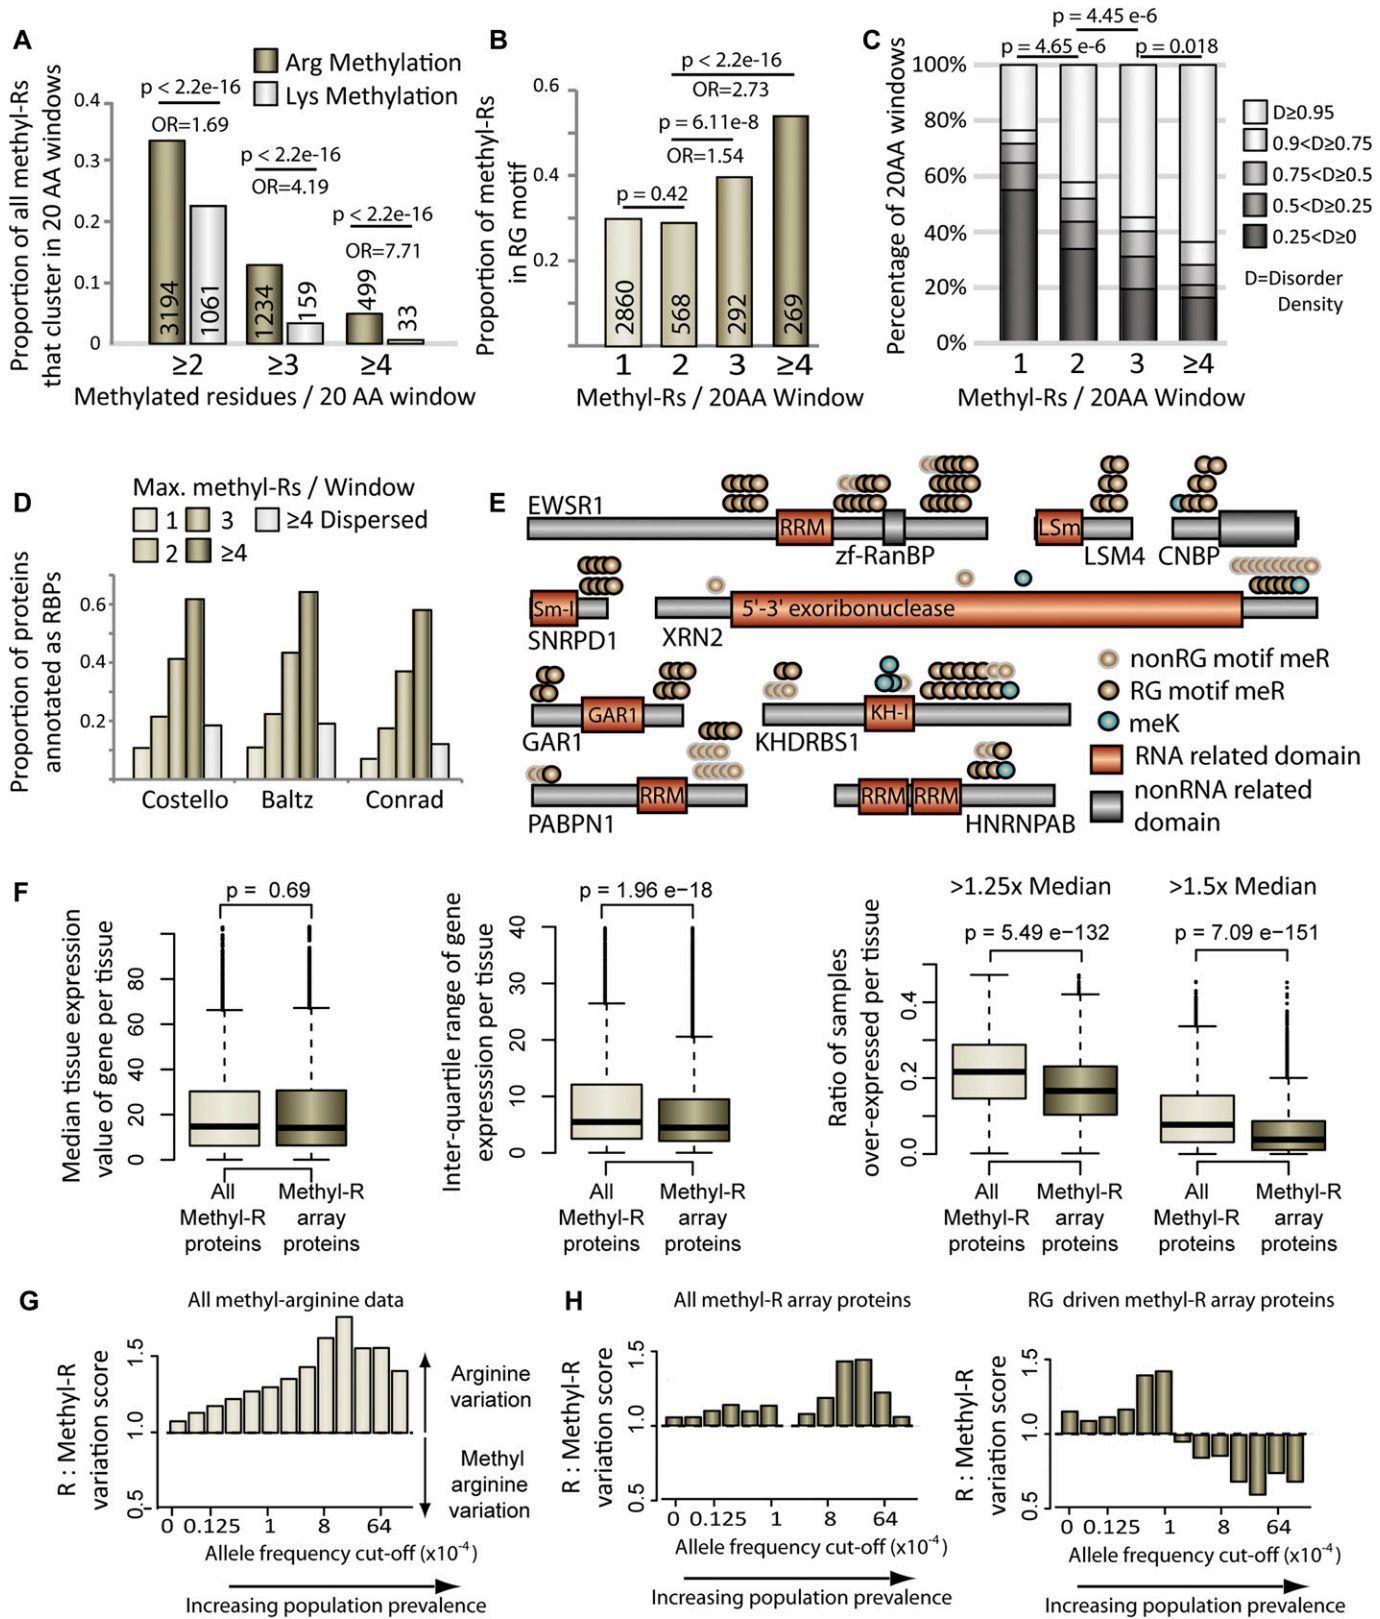 A
Arg Methylation
Lys Methylation
p < 2.2e-16
OR=1.69
p < 2.2e-16
OR=4.19
p < 2.2e-16
OR=7.71
Proportion of all methyl-Rs
that cluster in 20 AA windows
0.4
0.3
0.2
0.1
0
3194
1061
1234
159
499
33
≥2
≥3
≥4
Methylated residues / 20 AA window
B
p < 2.2e-16
OR=2.73
p = 6.11e-8
OR=1.54
p = 0.42
Proportion of methyl-Rs
in RG motif
0.6
0.4
0.2
2860
568
292
269
1
2
3
≥4
Methyl-Rs / 20AA Window
C
p = 4.45 e-6
p = 4.65 e-6
p = 0.018
Percentage of 20AA windows
100%
80%
60%
40%
20%
0%
1
2
3
≥4
Methyl-Rs / 20AA Window
D≥0.95
0.9<D≥0.75
0.75<D≥0.5
0.5<D≥0.25
0.25<D≥0
D=Disorder
Density
D
Max. methyl-Rs / Window
1
3
≥4 Dispersed
2
≥4
Proportion of proteins
annotated as RBPs
0.6
0.4
0.2
Costello
Baltz
Conrad
E
EWSR1
RRM
zf-RanBP
LSm
LSM4
CNBP
Sm-I
SNRPD1
XRN2
5'-3' exoribonuclease
GAR1
GAR1
KHDRBS1
KH-I
PABPN1
RRM
RRM
RRM
HNRNPAB
nonRG motif meR
RG motif meR
meK
RNA related domain
nonRNA related
domain
F
p = 0.69
Median tissue expression
value of gene per tissue
80
60
40
20
0
All
Methyl-R
proteins
Methyl-R
array
proteins
p = 1.96 e−18
Inter-quartile range of gene
expresssion per tissue
40
30
20
10
0
All
Methyl-R
proteins
Methyl-R
array
proteins
>1.25x Median
>1.5x Median
p = 5.49 e−132
p = 7.09 e−151
Ratio of samples
over-expressed per tissue
0.4
0.2
0.0
All
Methyl-R
proteins
Methyl-R
array
proteins
All
Methyl-R
proteins
Methyl-R
array
proteins
G
All methyl-arginine data
R : Methyl-R
variation score
1.5
1.0
0.5
Arginine
variation
Methyl
arginine
variation
0
0.125
1
8
64
Allele frequency cut-off (x10-4)
Increasing population prevalence
H
All methyl-R array proteins
R : Methyl-R
variation score
1.5
1.0
0.5
0
0.125
1
8
64
Allele frequency cut-off (x10-4)
Increasing population prevalence
RG driven methyl-R array proteins
R : Methyl-R
variation score
1.5
1.0
0.5
0
0.125
1
8
64
Allele frequency cut-off (x10-4)
Increasing population prevalence